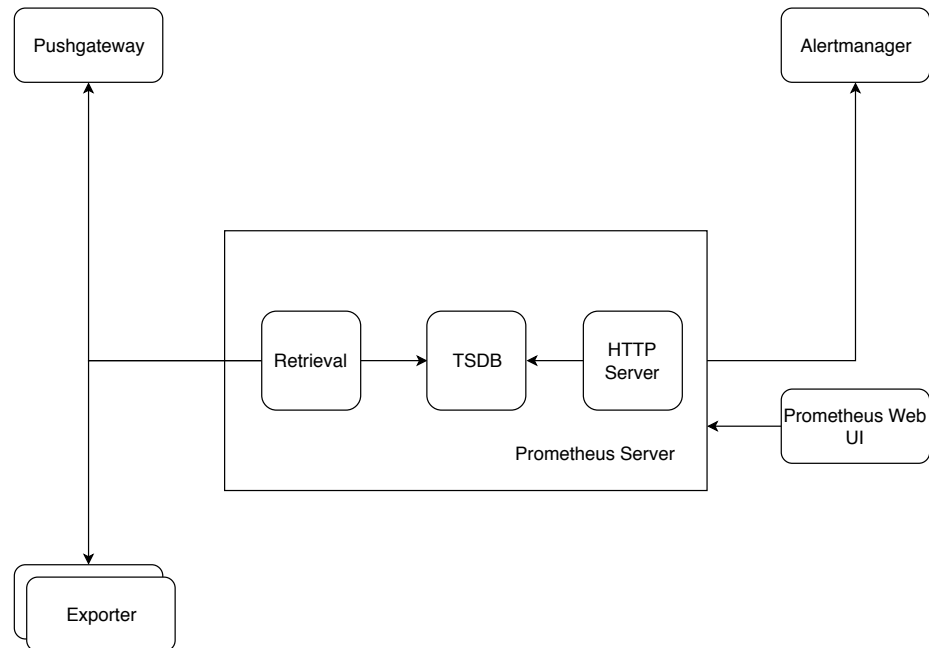 Pushgateway
Alertmanager
Retrieval
TSDB
HTTP
Server
Prometheus Web
UI
Prometheus Server
Exporter